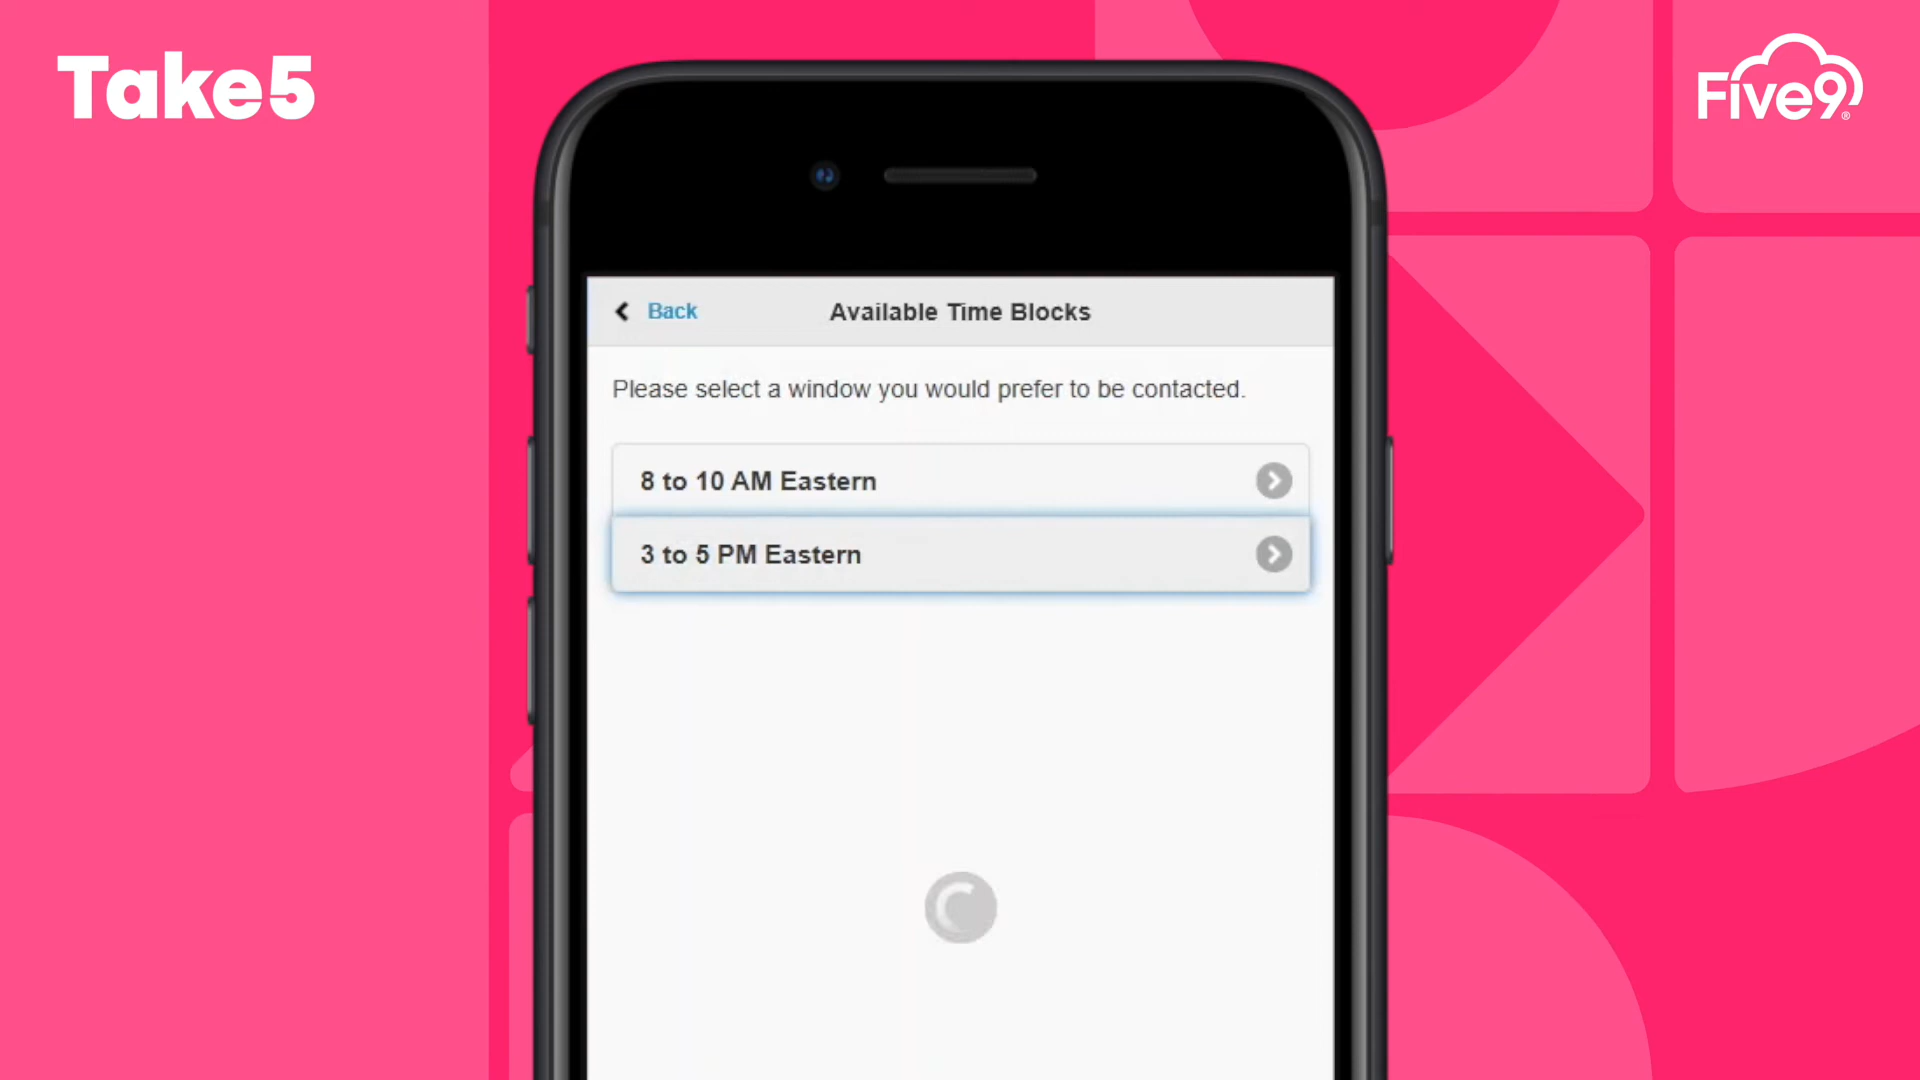 Take5
Five9®
Back
Available Time Blocks
Please select a window you would prefer to be contacted.
8 to 10 AM Eastern
3 to 5 PM Eastern